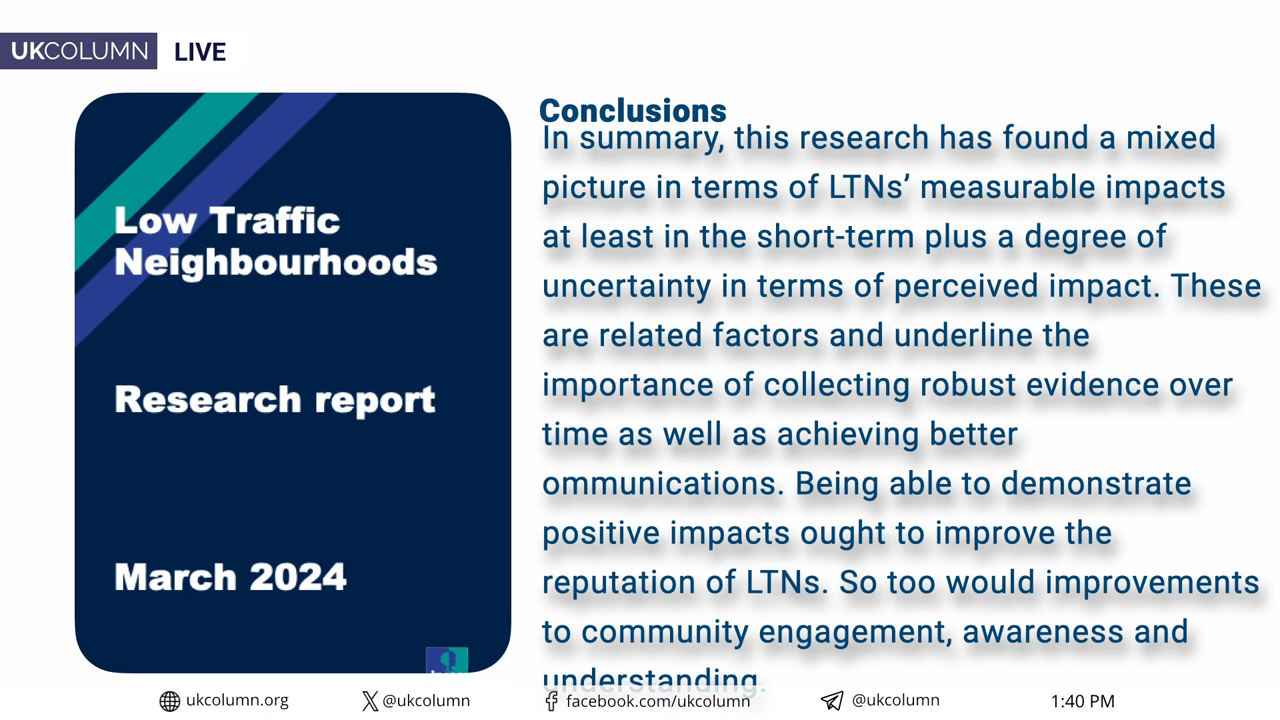 UKCOLUMN LIVE
Low Traffic
Neighbourhoods
Research report
March 2024
Conclusions
In summary, this research has found a mixed
picture in terms of LTNs’ measurable impacts
at least in the short-term plus a degree of
uncertainty in terms of perceived impact. These
are related factors and underline the
importance of collecting robust evidence over
time as well as achieving better
ommunications. Being able to demonstrate
positive impacts ought to improve the
reputation of LTNs. So too would improvements
to community engagement, awareness and
understanding.
ukcolumn.org @ukcolumn facebook.com/ukcolumn @ukcolumn 1:40 PM